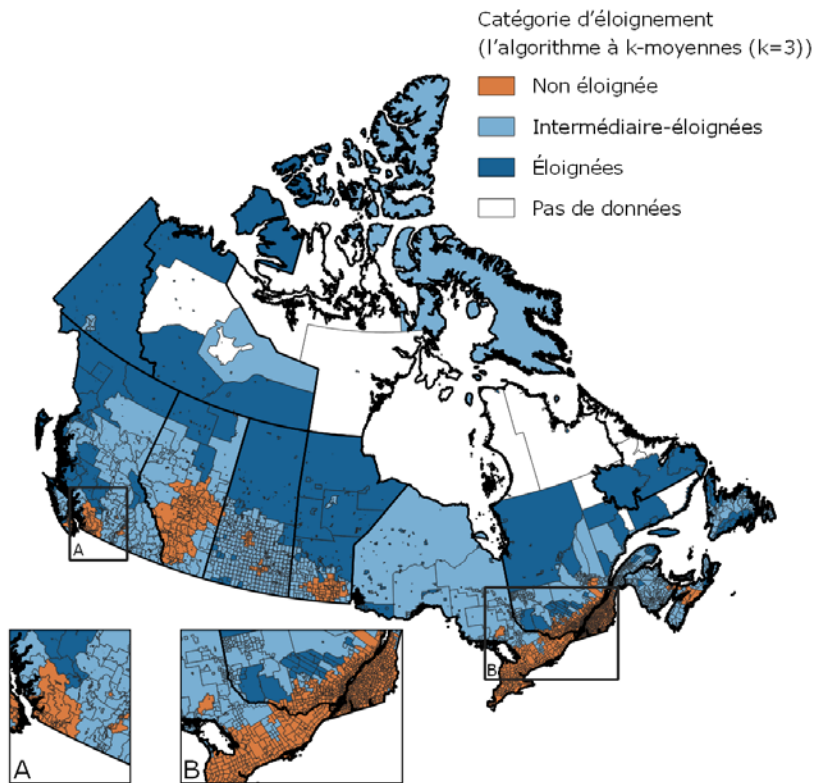 Catégorie d'éloignement
(l'algorithme à k-moyennes (k=3))
Non éloignée
Intermédiaire-éloignées
Éloignées
Pas de données
A
B
A
B